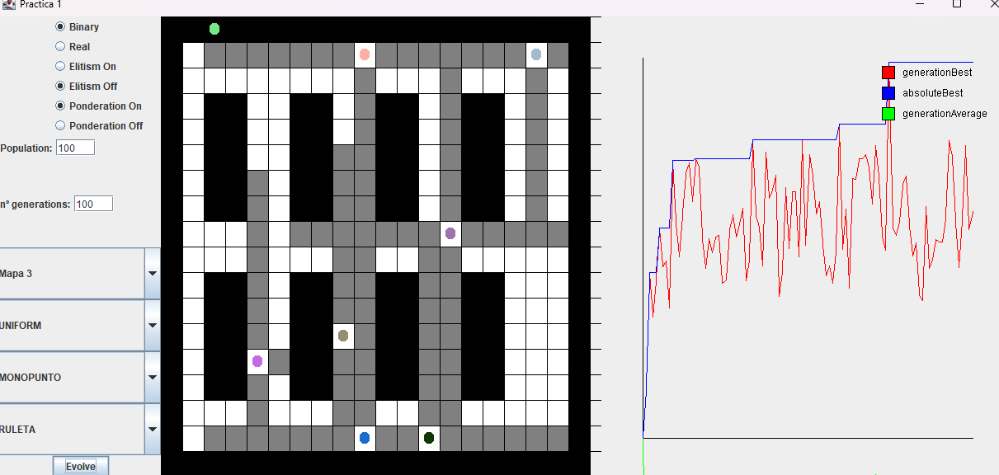 Practica 1
Binary
Real
Elitism On
Elitism Off
Ponderation On
Ponderation Off
Population: 100
nº generations: 100
Mapa 3
UNIFORM
MONOPUNTO
RULETA
Evolve
generationBest
absoluteBest
generationAverage